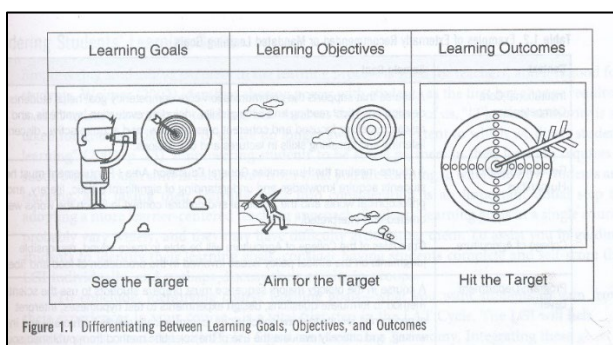 Learning Goals
Learning Objectives
Learning Outcomes
See the Target
Aim for the Target
Hit the Target
Figure 1.1 Differentiating Between Learning Goals, Objectives, and Outcomes